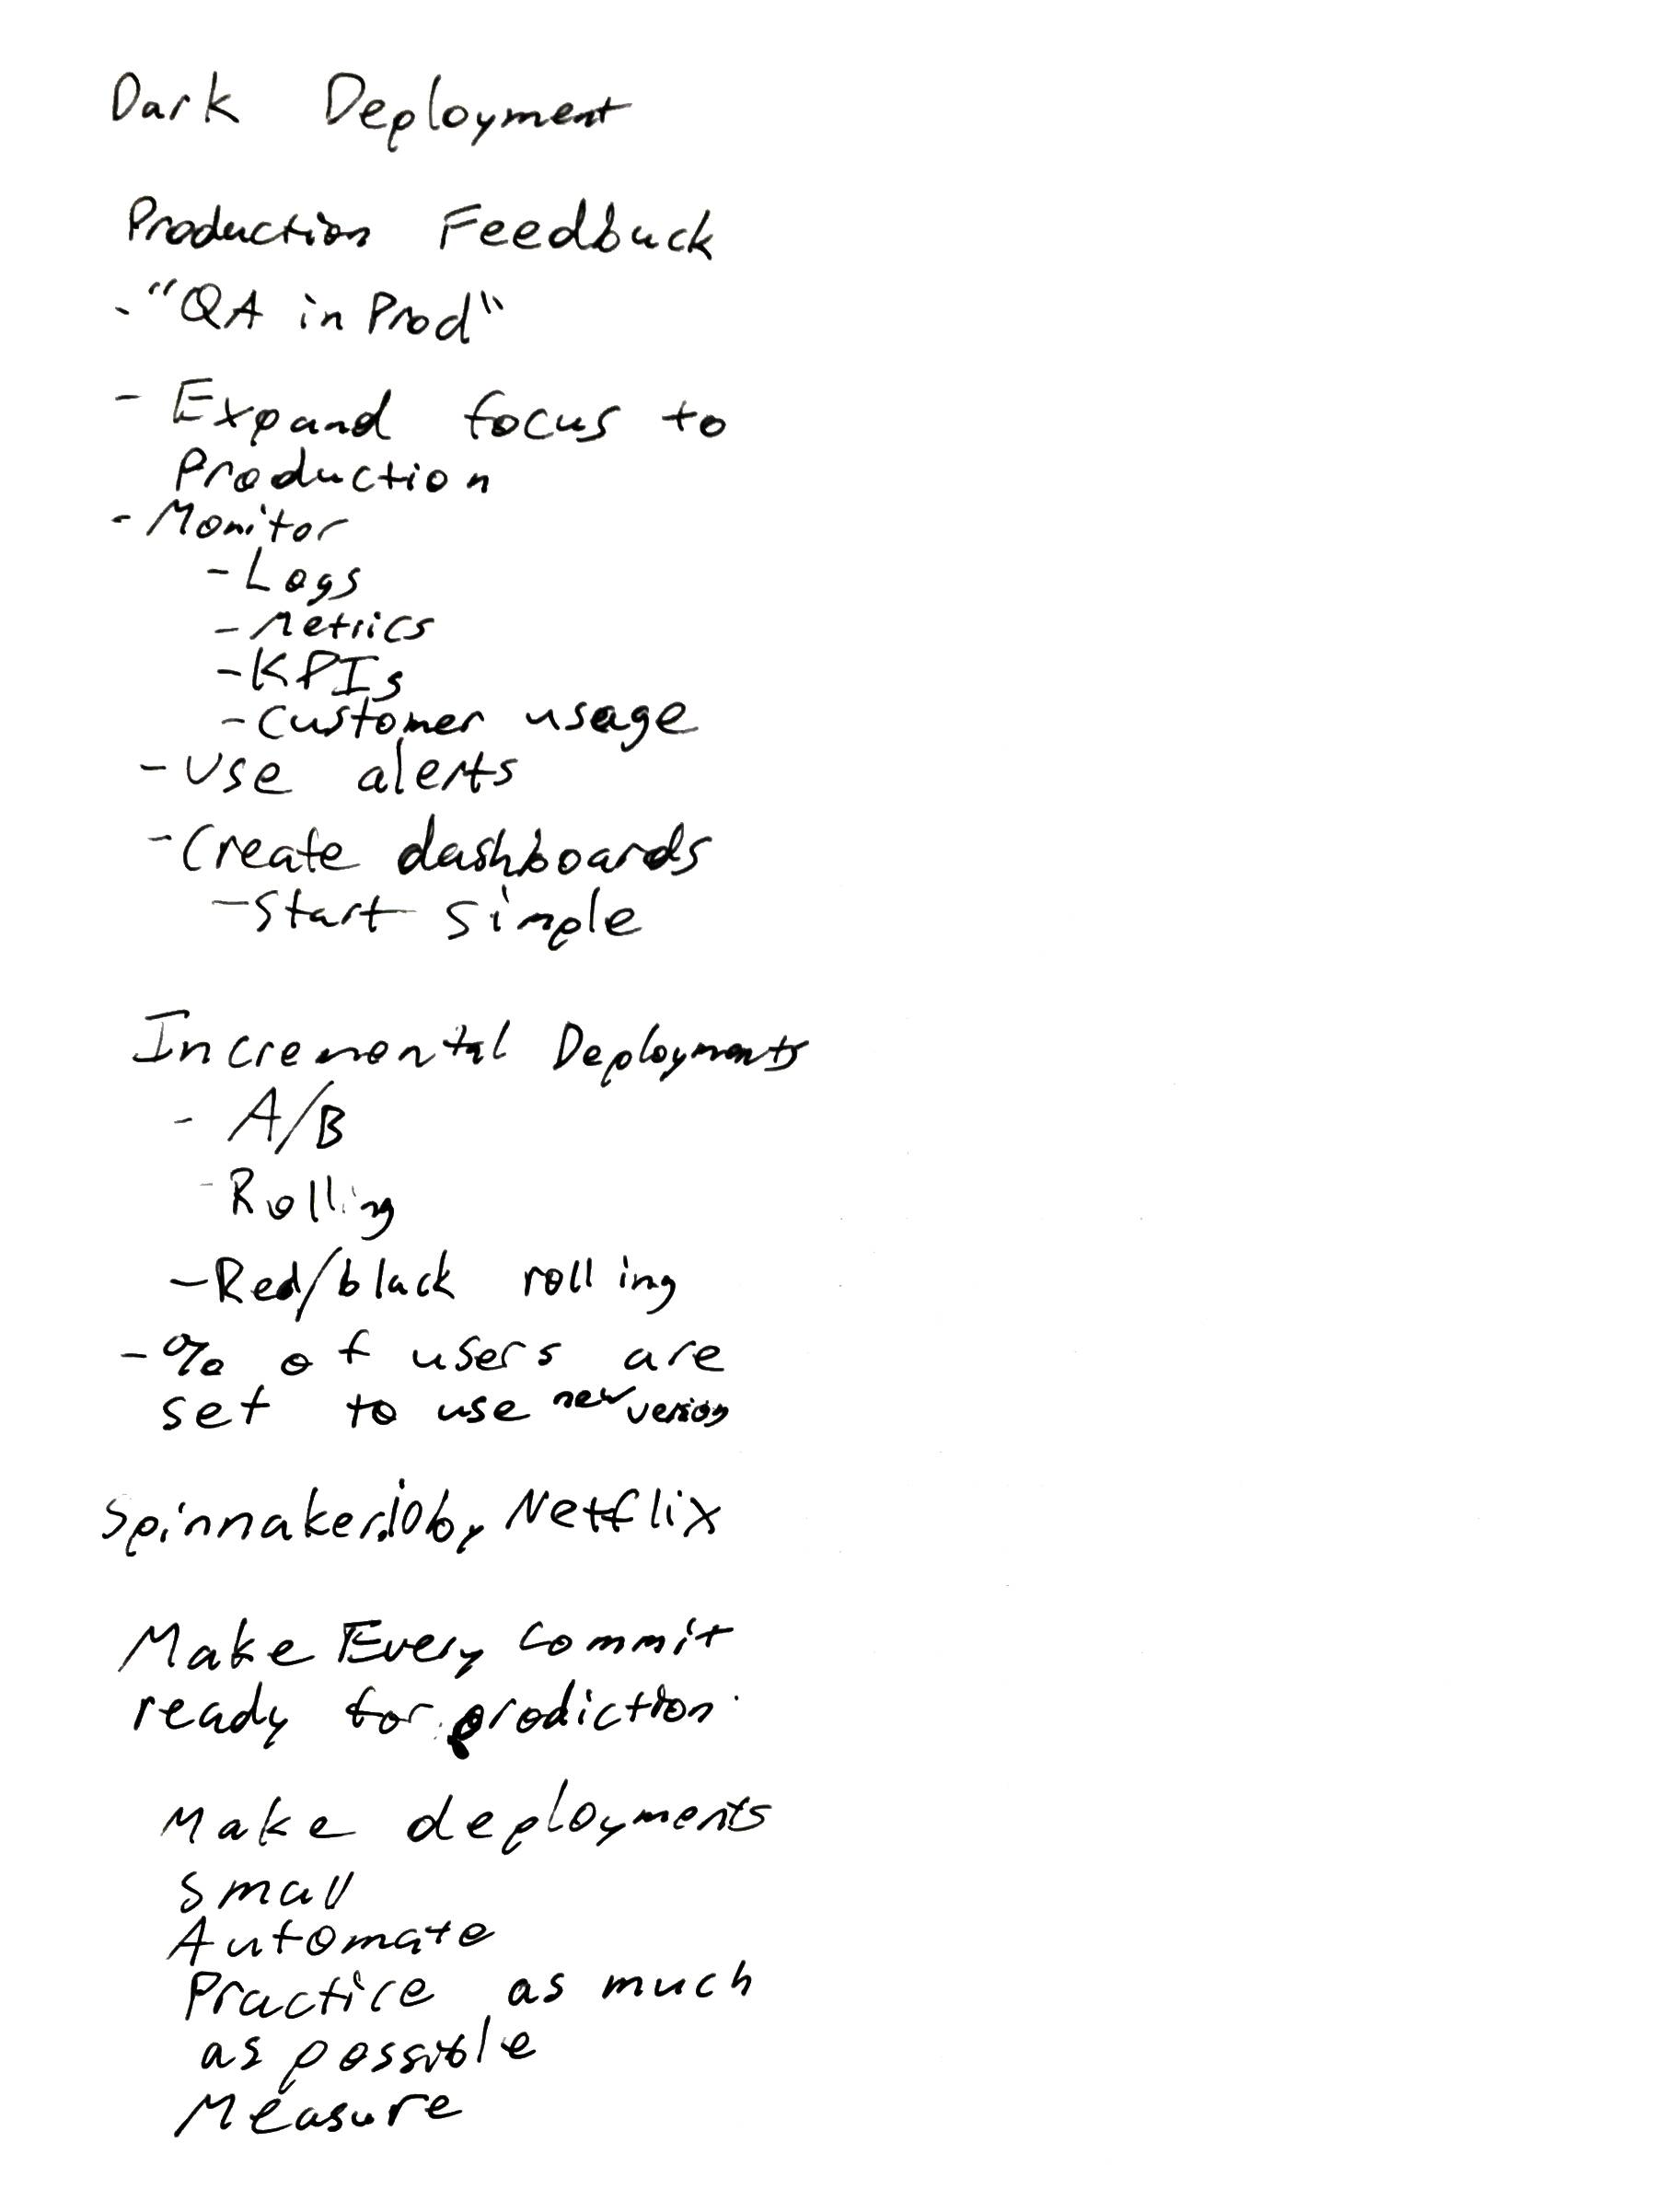 Dark Deployment
Production Feedback
- "QA in Prod"
- Expand focus to
Production
- Monitor
- Logs
- Metrics
- KPIs
- Customer usage
- Use alerts
- Create dashboards
- Start simple
Incremental Deployments
- A/B
- Rolling
- Red/black rolling
- % of users are
set to use new version
Spinnaker.io by Netflix
Make Every commit
ready for prodiction.
Make deployments
small
Automate
Practice as much
as possible
Measure